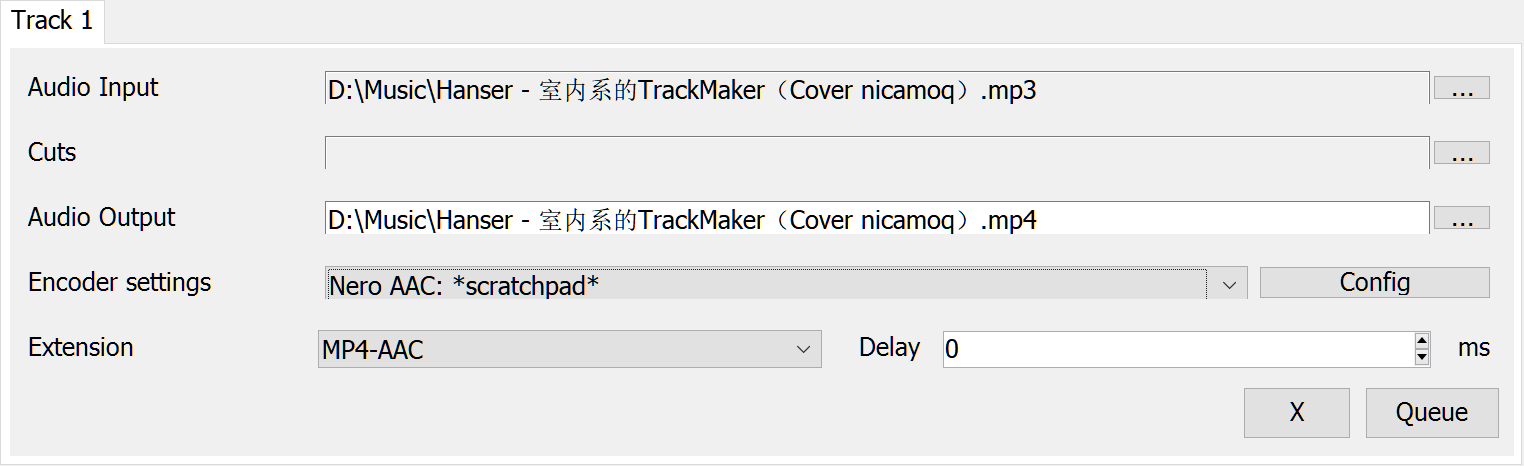 Track 1
Audio Input D:\Music\Hanser - 室内系的TrackMaker（Cover nicamoq）.mp3 ...
Cuts ...
Audio Output D:\Music\Hanser - 室内系的TrackMaker（Cover nicamoq）.mp4 ...
Encoder settings Nero AAC: *scratchpad* Config
Extension MP4-AAC Delay 0 ms
X Queue